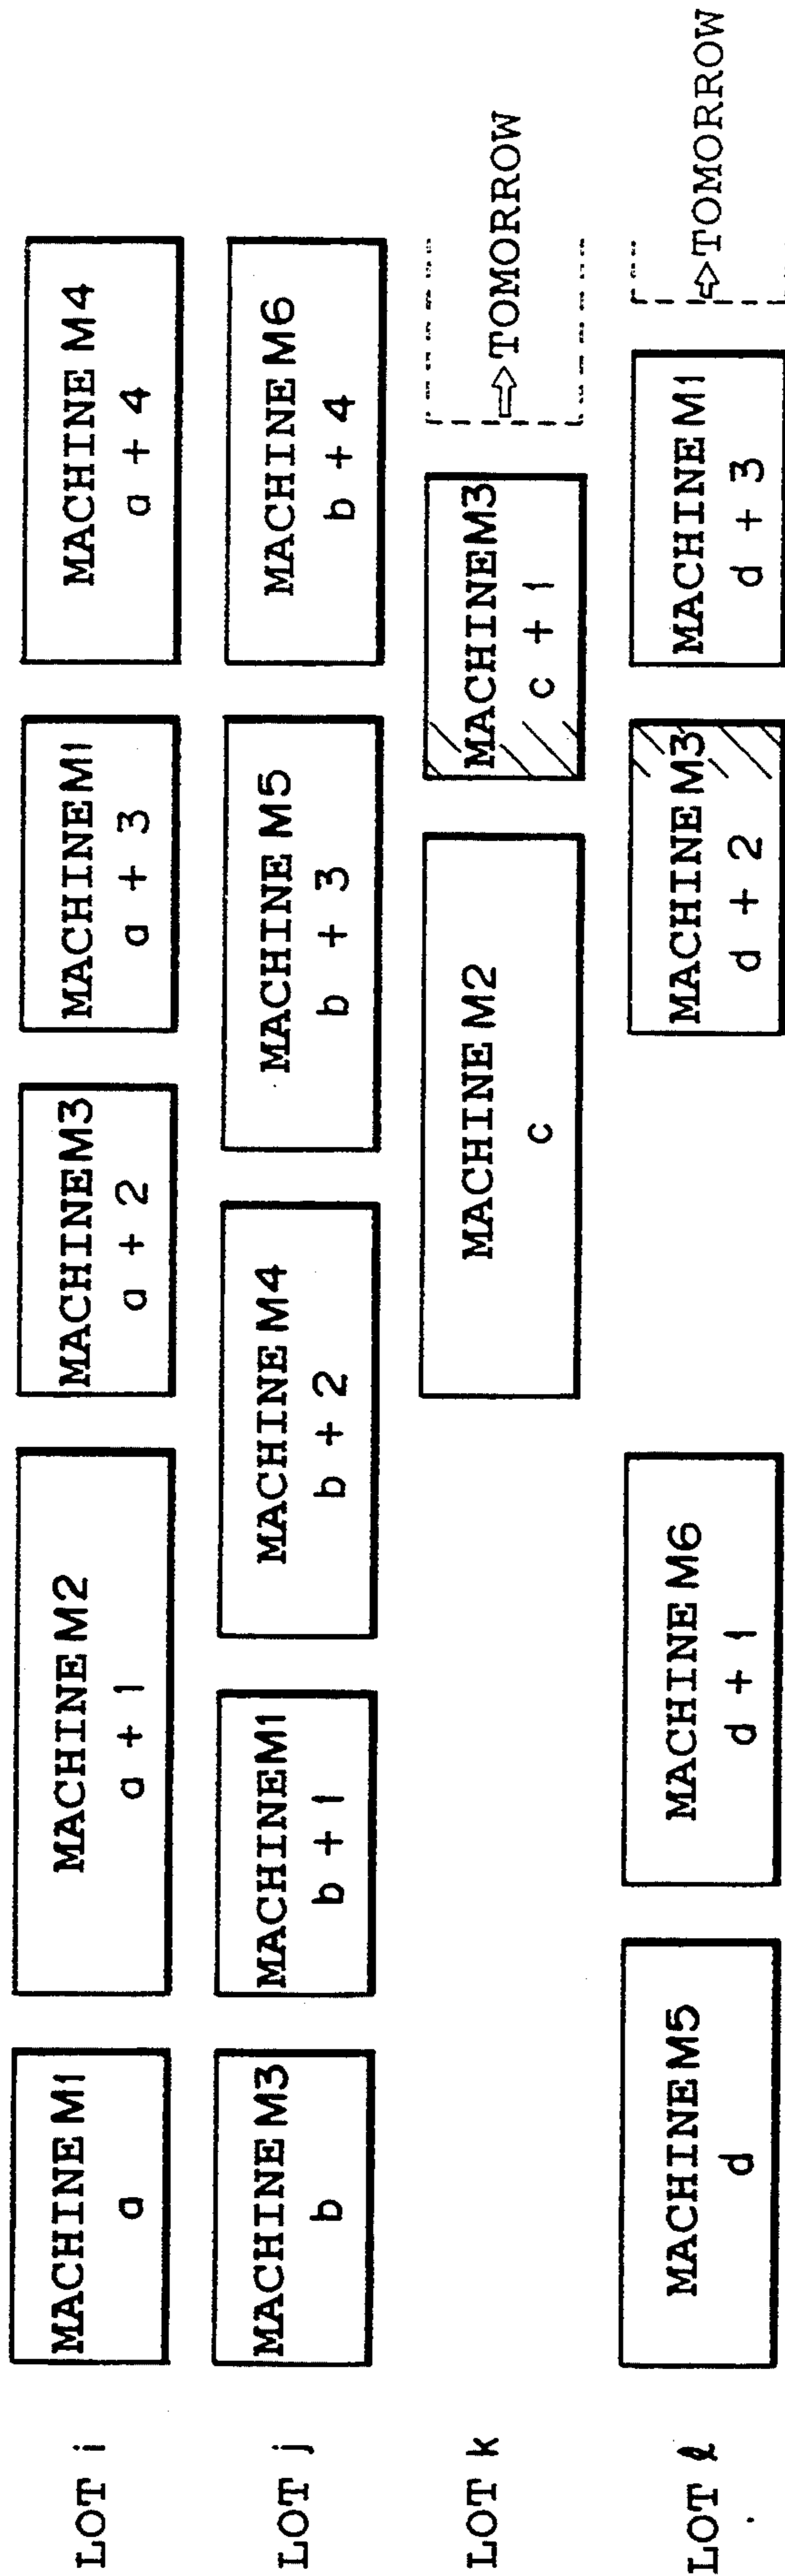 LOT i
MACHINE M1
a
MACHINE M2
a + 1
MACHINE M3
a + 2
MACHINE M1
a + 3
MACHINE M4
a + 4
LOT j
MACHINE M3
b
MACHINE M1
b + 1
MACHINE M4
b + 2
MACHINE M5
b + 3
MACHINE M6
b + 4
LOT k
MACHINE M2
c
MACHINE M3
c + 1
⇨TOMORROW
LOT ℓ
MACHINE M5
d
MACHINE M6
d + 1
MACHINE M3
d + 2
MACHINE M1
d + 3
⇨TOMORROW